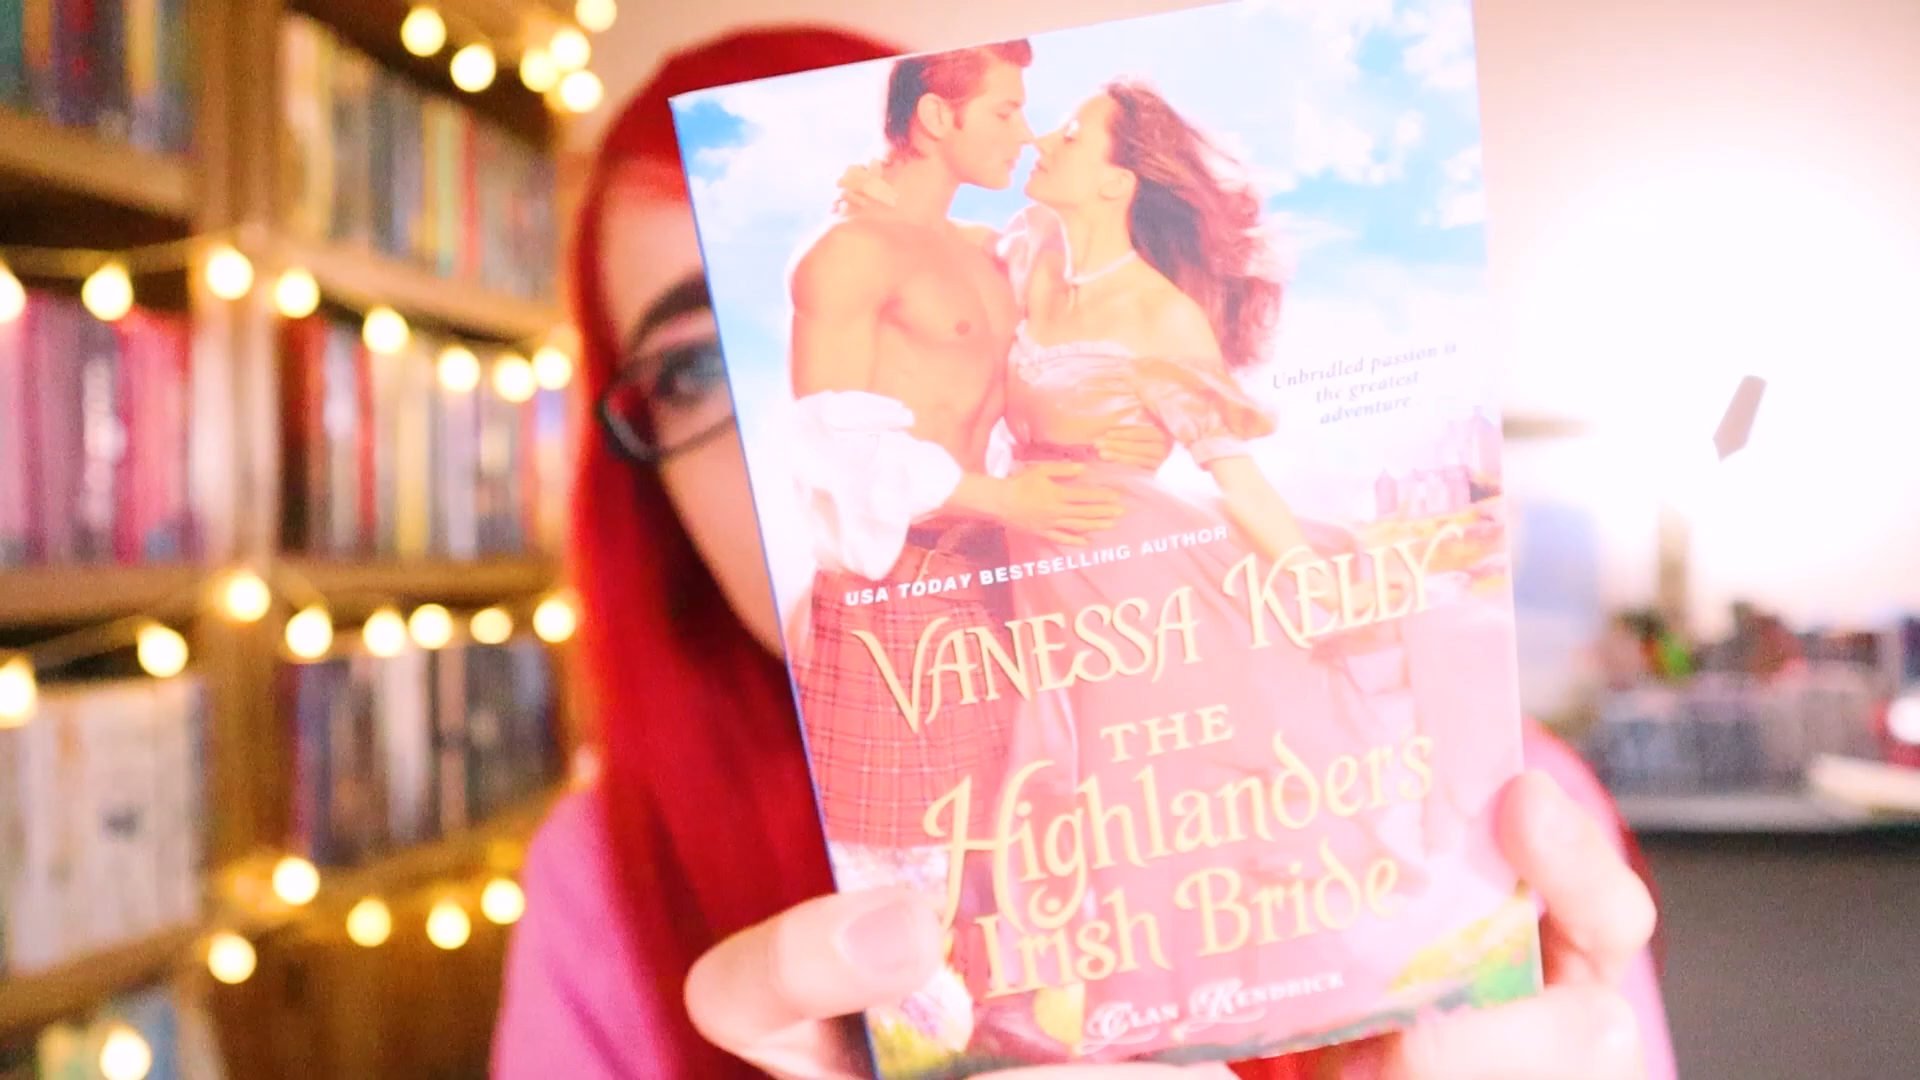 Unbridled passion is
the greatest
adventure.
USA TODAY BESTSELLING AUTHOR
VANESSA KELLY
THE
Highlander's
Irish Bride
CLAN KENDRICK